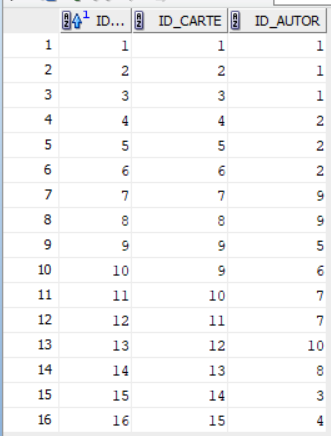 ID... ID_CARTE ID_AUTOR
1 1 1 1
2 2 2 1
3 3 3 1
4 4 4 2
5 5 5 2
6 6 6 2
7 7 7 9
8 8 8 9
9 9 9 5
10 10 9 6
11 11 10 7
12 12 11 7
13 13 12 10
14 14 13 8
15 15 14 3
16 16 15 4